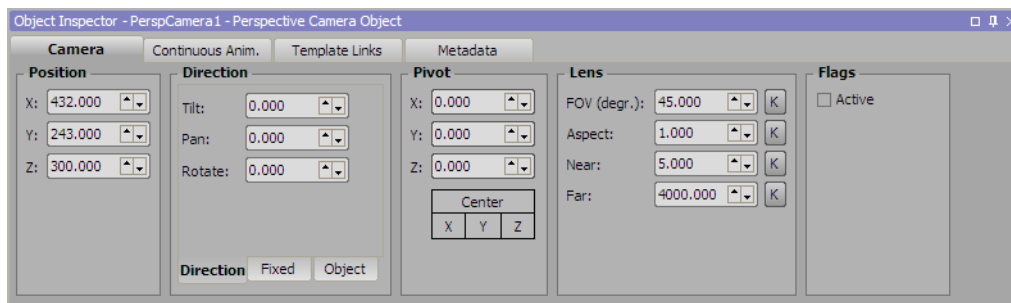 Object Inspector - PerspCamera1 - Perspective Camera Object
Camera Continuous Anim. Template Links Metadata
Position Direction Pivot Lens Flags
X: 432.000 Tilt: 0.000 X: 0.000 FOV (degr.): 45.000 K Active
Y: 243.000 Pan: 0.000 Y: 0.000 Aspect: 1.000 K
Z: 300.000 Rotate: 0.000 Z: 0.000 Near: 5.000 K
Far: 4000.000 K
Center
X Y Z
Direction Fixed Object